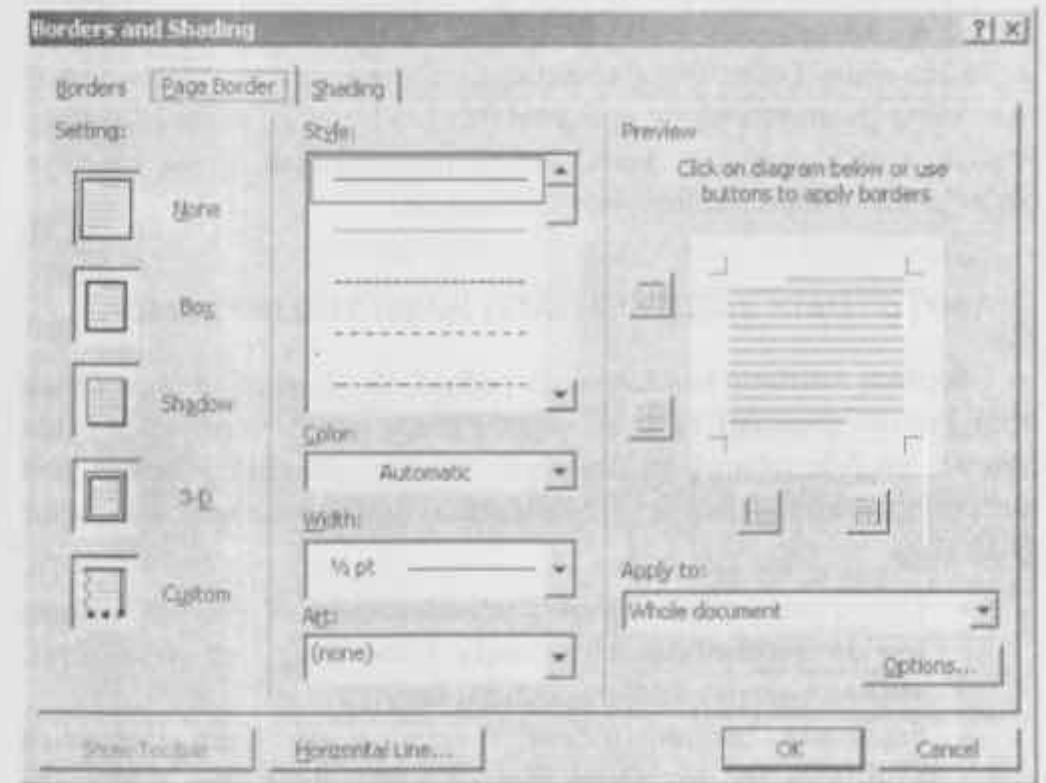 Borders and Shading
Borders
Page Border
Shading
Setting:
None
Box
Shadow
3-D
Custom
Style:
Color:
Automatic
Width:
½ pt
Art:
(none)
Preview
Click on diagram below or use
buttons to apply borders
Apply to:
Whole document
Options...
Show Toolbar
Horizontal Line...
OK
Cancel